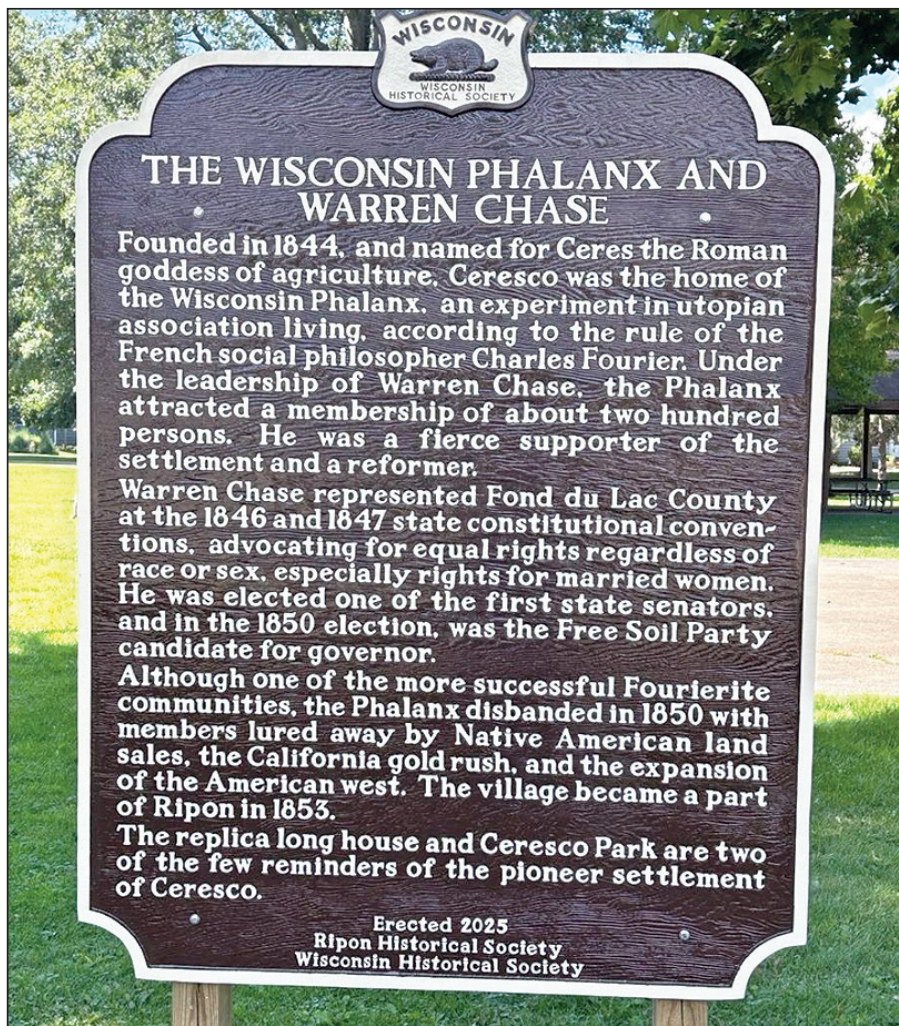 WISCONSIN
WISCONSIN
HISTORICAL SOCIETY
THE WISCONSIN PHALANX AND
WARREN CHASE
Founded in 1844, and named for Ceres the Roman
goddess of agriculture, Ceresco was the home of
the Wisconsin Phalanx, an experiment in utopian
association living, according to the rule of the
French social philosopher Charles Fourier. Under
the leadership of Warren Chase, the Phalanx
attracted a membership of about two hundred
persons. He was a fierce supporter of the
settlement and a reformer.
Warren Chase represented Fond du Lac County
at the 1846 and 1847 state constitutional conven-
tions, advocating for equal rights regardless of
race or sex, especially rights for married women.
He was elected one of the first state senators,
and in the 1850 election, was the Free Soil Party
candidate for governor.
Although one of the more successful Fourierite
communities, the Phalanx disbanded in 1850 with
members lured away by Native American land
sales, the California gold rush, and the expansion
of the American west. The village became a part
of Ripon in 1853.
The replica long house and Ceresco Park are two
of the few reminders of the pioneer settlement
of Ceresco.
Erected 2025
Ripon Historical Society
Wisconsin Historical Society